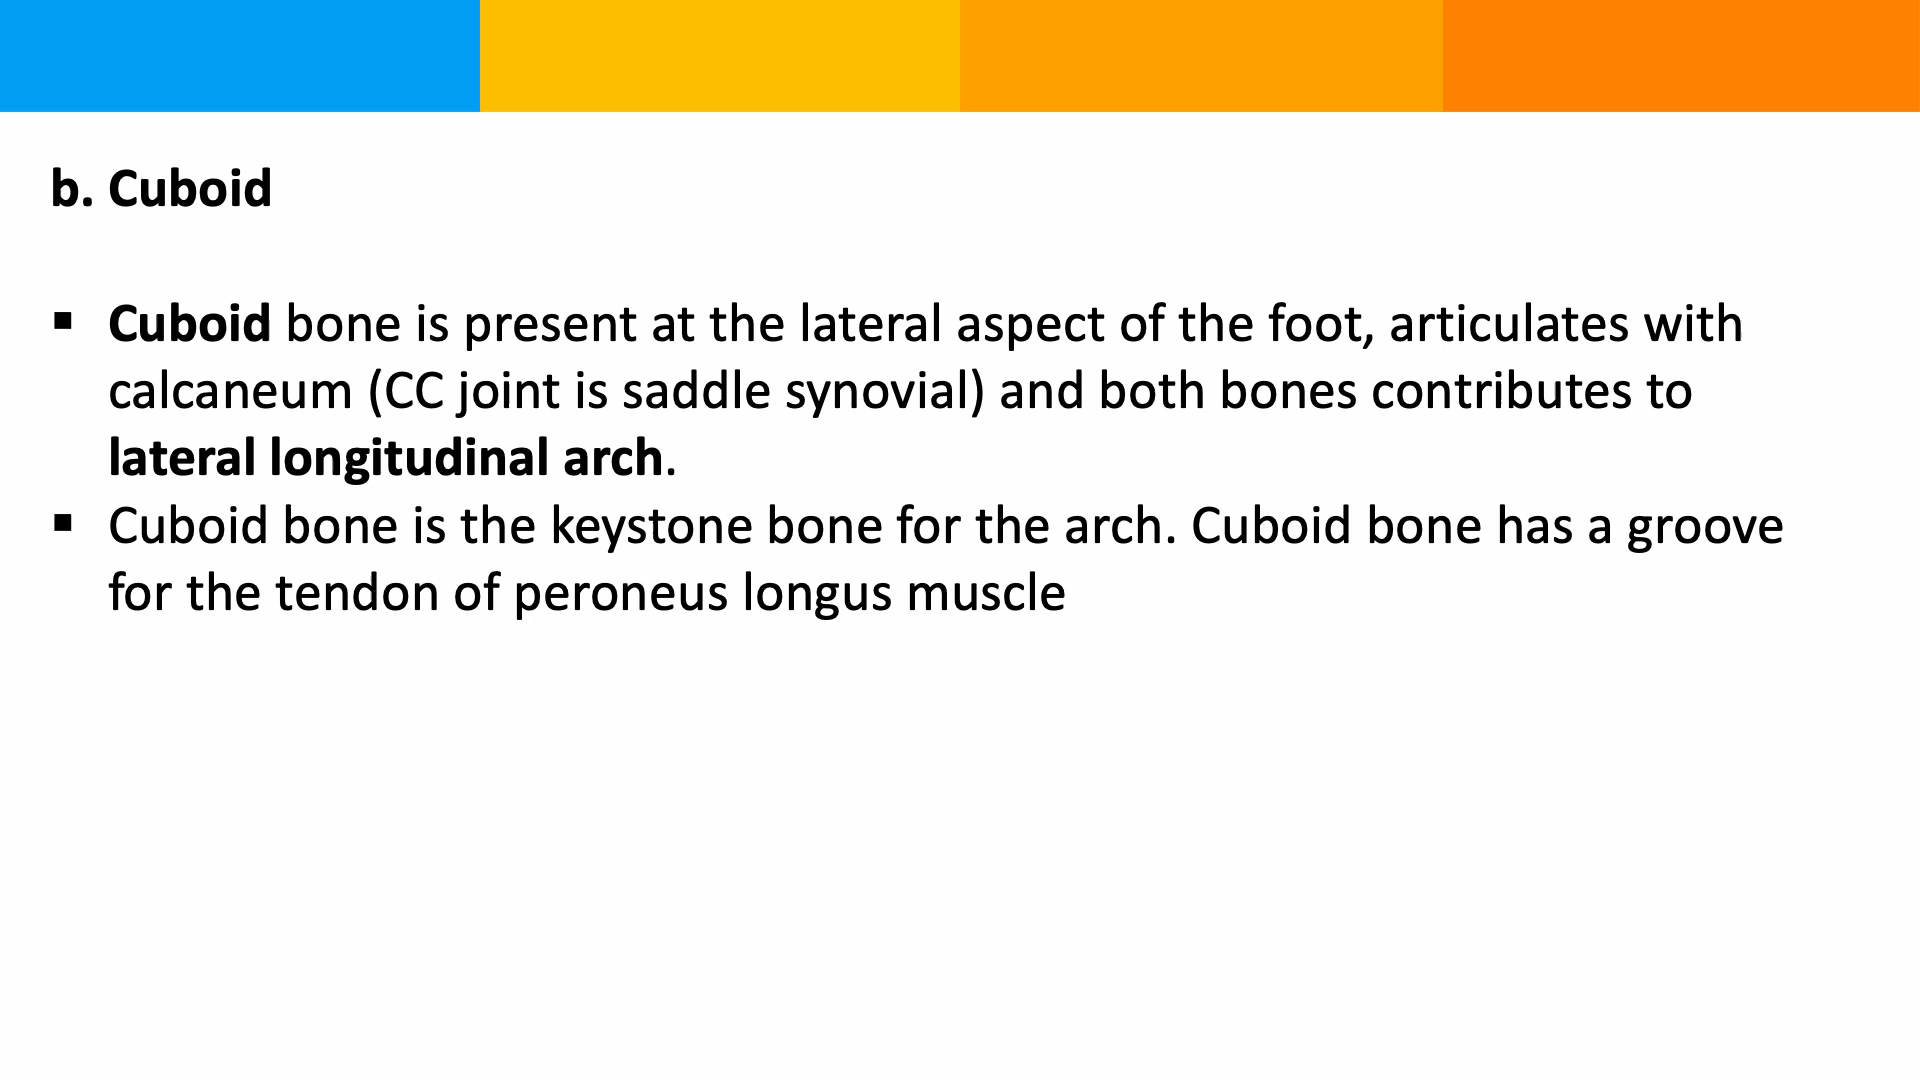 b. Cuboid
▪ Cuboid bone is present at the lateral aspect of the foot, articulates with
calcaneum (CC joint is saddle synovial) and both bones contributes to
lateral longitudinal arch.
▪ Cuboid bone is the keystone bone for the arch. Cuboid bone has a groove
for the tendon of peroneus longus muscle